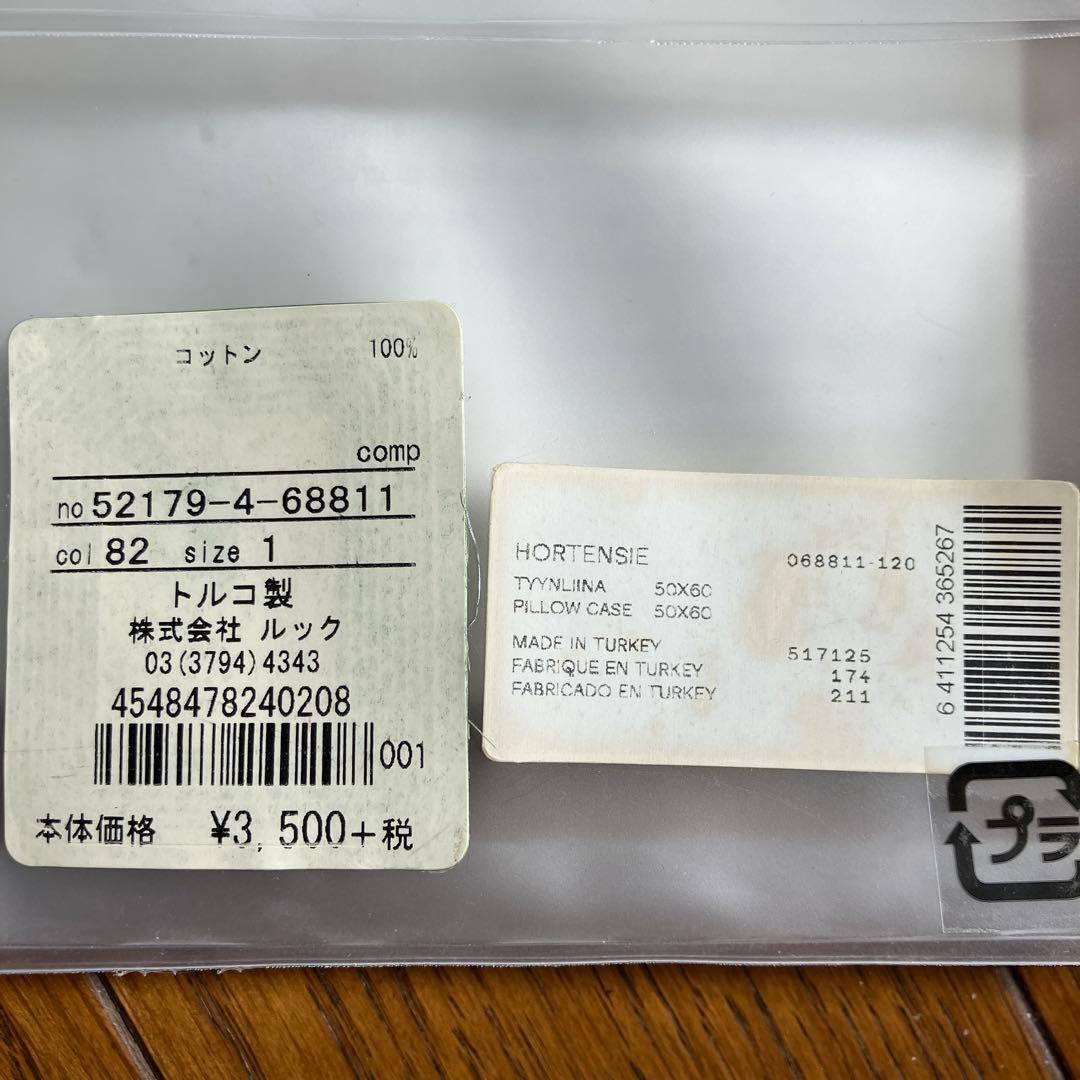 コットン 100%
comp
no 52179-4-68811
col 82 size 1
トルコ製
株式会社 ルック
03(3794)4343
4548478240208
001
本体価格 ¥3,500+税
HORTENSIE 068811-120
TYYNLIINA 50X60
PILLOW CASE 50X60
MADE IN TURKEY 517125
FABRIQUE EN TURKEY 174
FABRICADO EN TURKEY 211
6 411254 365267
プラ